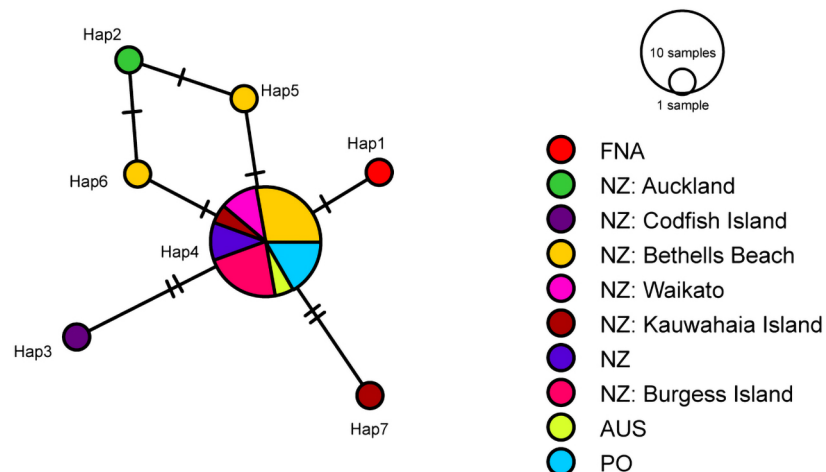 Hap2
Hap5
Hap1
Hap6
Hap4
Hap3
Hap7
10 samples
1 sample
FNA
NZ: Auckland
NZ: Codfish Island
NZ: Bethells Beach
NZ: Waikato
NZ: Kauwahaia Island
NZ
NZ: Burgess Island
AUS
PO